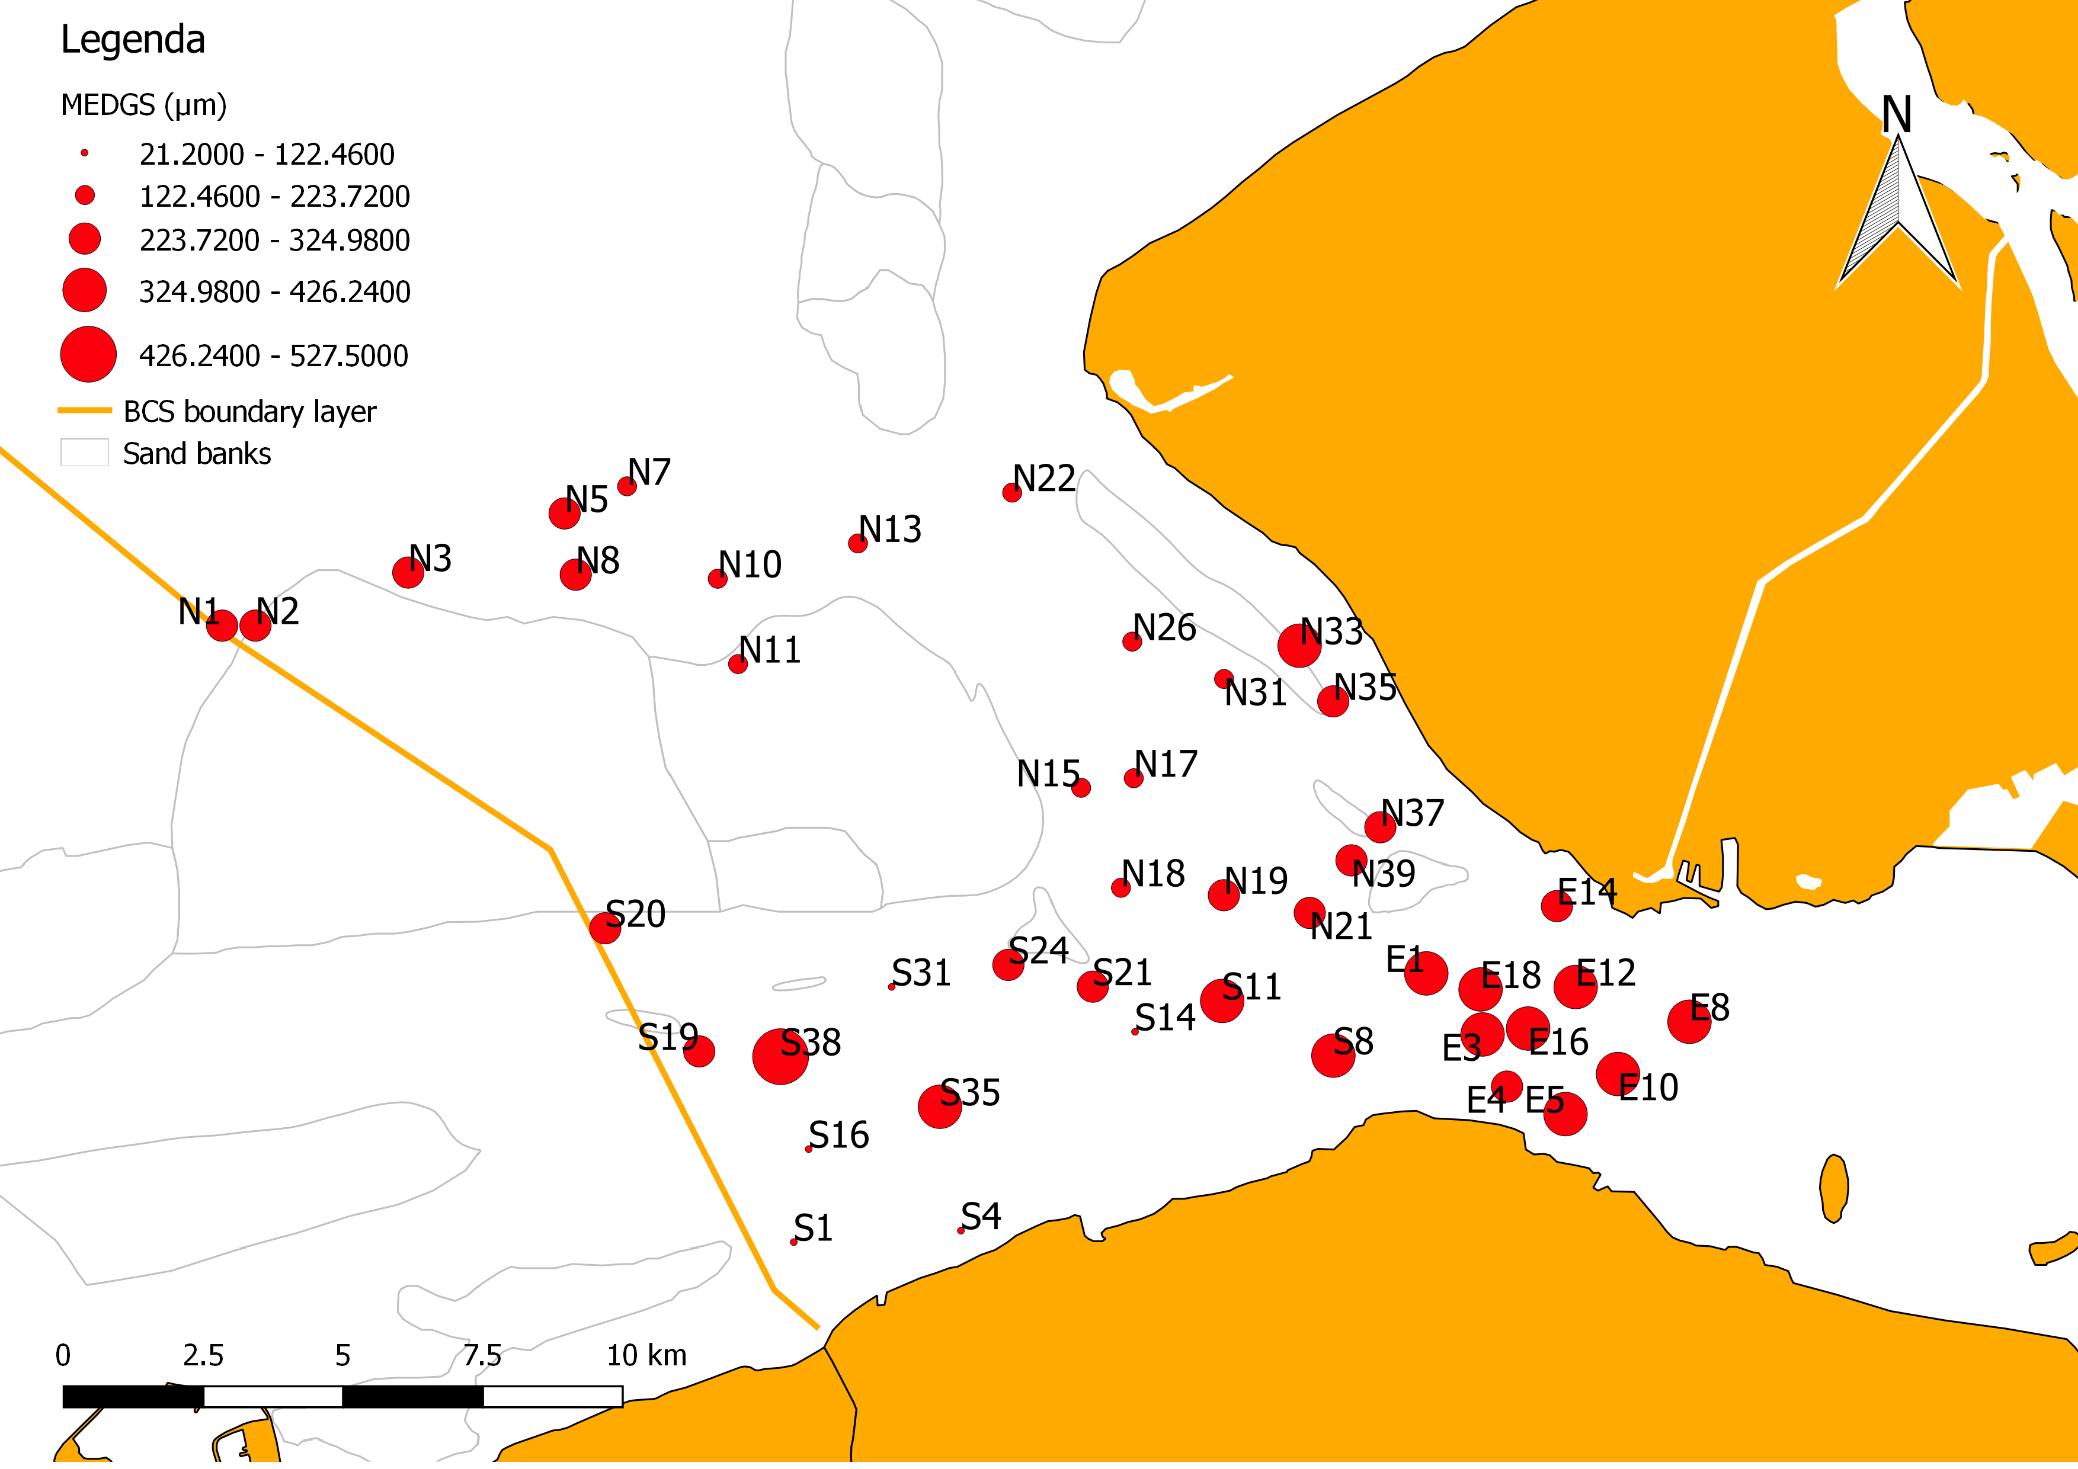 Legenda
MEDGS (µm)
21.2000 - 122.4600
122.4600 - 223.7200
223.7200 - 324.9800
324.9800 - 426.2400
426.2400 - 527.5000
BCS boundary layer
Sand banks
N
N7
N22
N5
N13
N3
N8
N10
N1
N2
N26
N33
N11
N31
N35
N15
N17
N37
N18
N19
N39
E14
S20
N21
S24
E1
S31
S21
S11
E18
E12
S14
E8
S19
S38
S8
E3
E16
S35
E4
E5
E10
S16
S1
S4
0 2.5 5 7.5 10 km